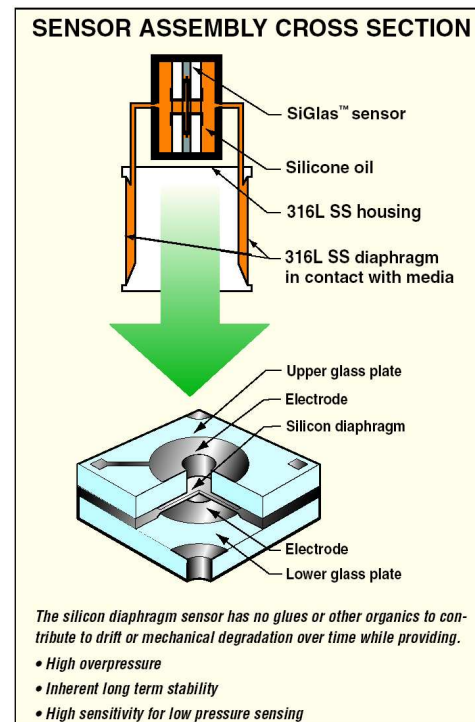 SENSOR ASSEMBLY CROSS SECTION
SiGlas™ sensor
Silicone oil
316L SS housing
316L SS diaphragm
in contact with media
Upper glass plate
Electrode
Silicon diaphragm
Electrode
Lower glass plate
The silicon diaphragm sensor has no glues or other organics to con-
tribute to drift or mechanical degradation over time while providing.
• High overpressure
• Inherent long term stability
• High sensitivity for low pressure sensing